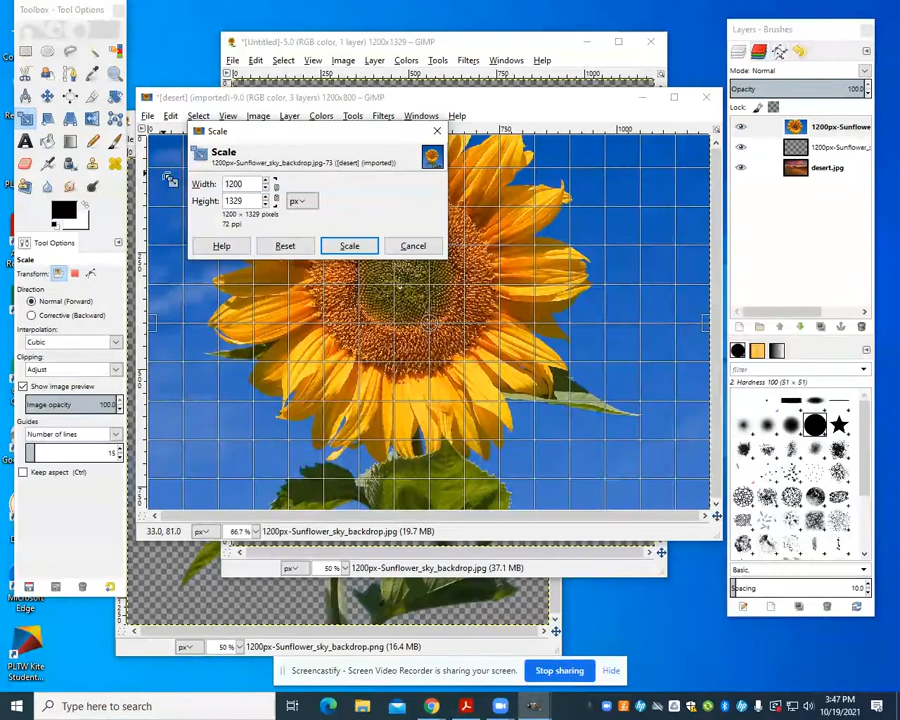 Toolbox - Tool Options
*[Untitled]-5.0 (RGB color, 1 layer) 1200x1329 – GIMP
File Edit Select View Image Layer Colors Tools Filters Windows Help
250 500 750 1000
*[desert] (imported)-9.0 (RGB color, 3 layers) 1200x800 – GIMP
File Edit Select View Image Layer Colors Tools Filters Windows Help
750 1000
Scale
Scale
1200px-Sunflower_sky_backdrop.jpg-73 ([desert] (imported))
Width: 1200
Height: 1329 px
1200 × 1329 pixels
72 ppi
Help Reset Scale Cancel
Tool Options
Scale
Transform:
Direction
Normal (Forward)
Corrective (Backward)
Interpolation:
Cubic
Clipping:
Adjust
Show image preview
Image opacity 100.0
Guides
Number of lines
15
Keep aspect (Ctrl)
33.0, 81.0 px 66.7 % 1200px-Sunflower_sky_backdrop.jpg (19.7 MB)
px 50 % 1200px-Sunflower_sky_backdrop.jpg (37.1 MB)
px 50 % 1200px-Sunflower_sky_backdrop.png (16.4 MB)
Layers - Brushes
Mode: Normal
Opacity 100.0
Lock:
1200px-Sunflowe
1200px-Sunflower_s
desert.jpg
filter
2. Hardness 100 (51 × 51)
Basic,
Spacing 10.0
Microsoft
Edge
PLTW Kite
Student...
Screencastify - Screen Video Recorder is sharing your screen. Stop sharing Hide
Type here to search
3:47 PM
10/19/2021